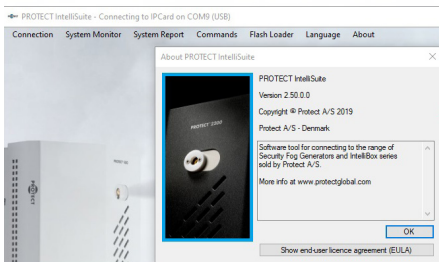 PROTECT IntelliSuite - Connecting to IPCard on COM9 (USB)
Connection System Monitor System Report Commands Flash Loader Language About
About PROTECT IntelliSuite
PROTECT IntelliSuite
Version 2.50.0.0
Copyright © Protect A/S 2019
Protect A/S - Denmark
Software tool for connecting to the range of
Security Fog Generators and IntelliBox series
sold by Protect A/S.
More info at www.protectglobal.com
OK
Show end-user licence agreement (EULA)
PROTECT 2200
PROTECT